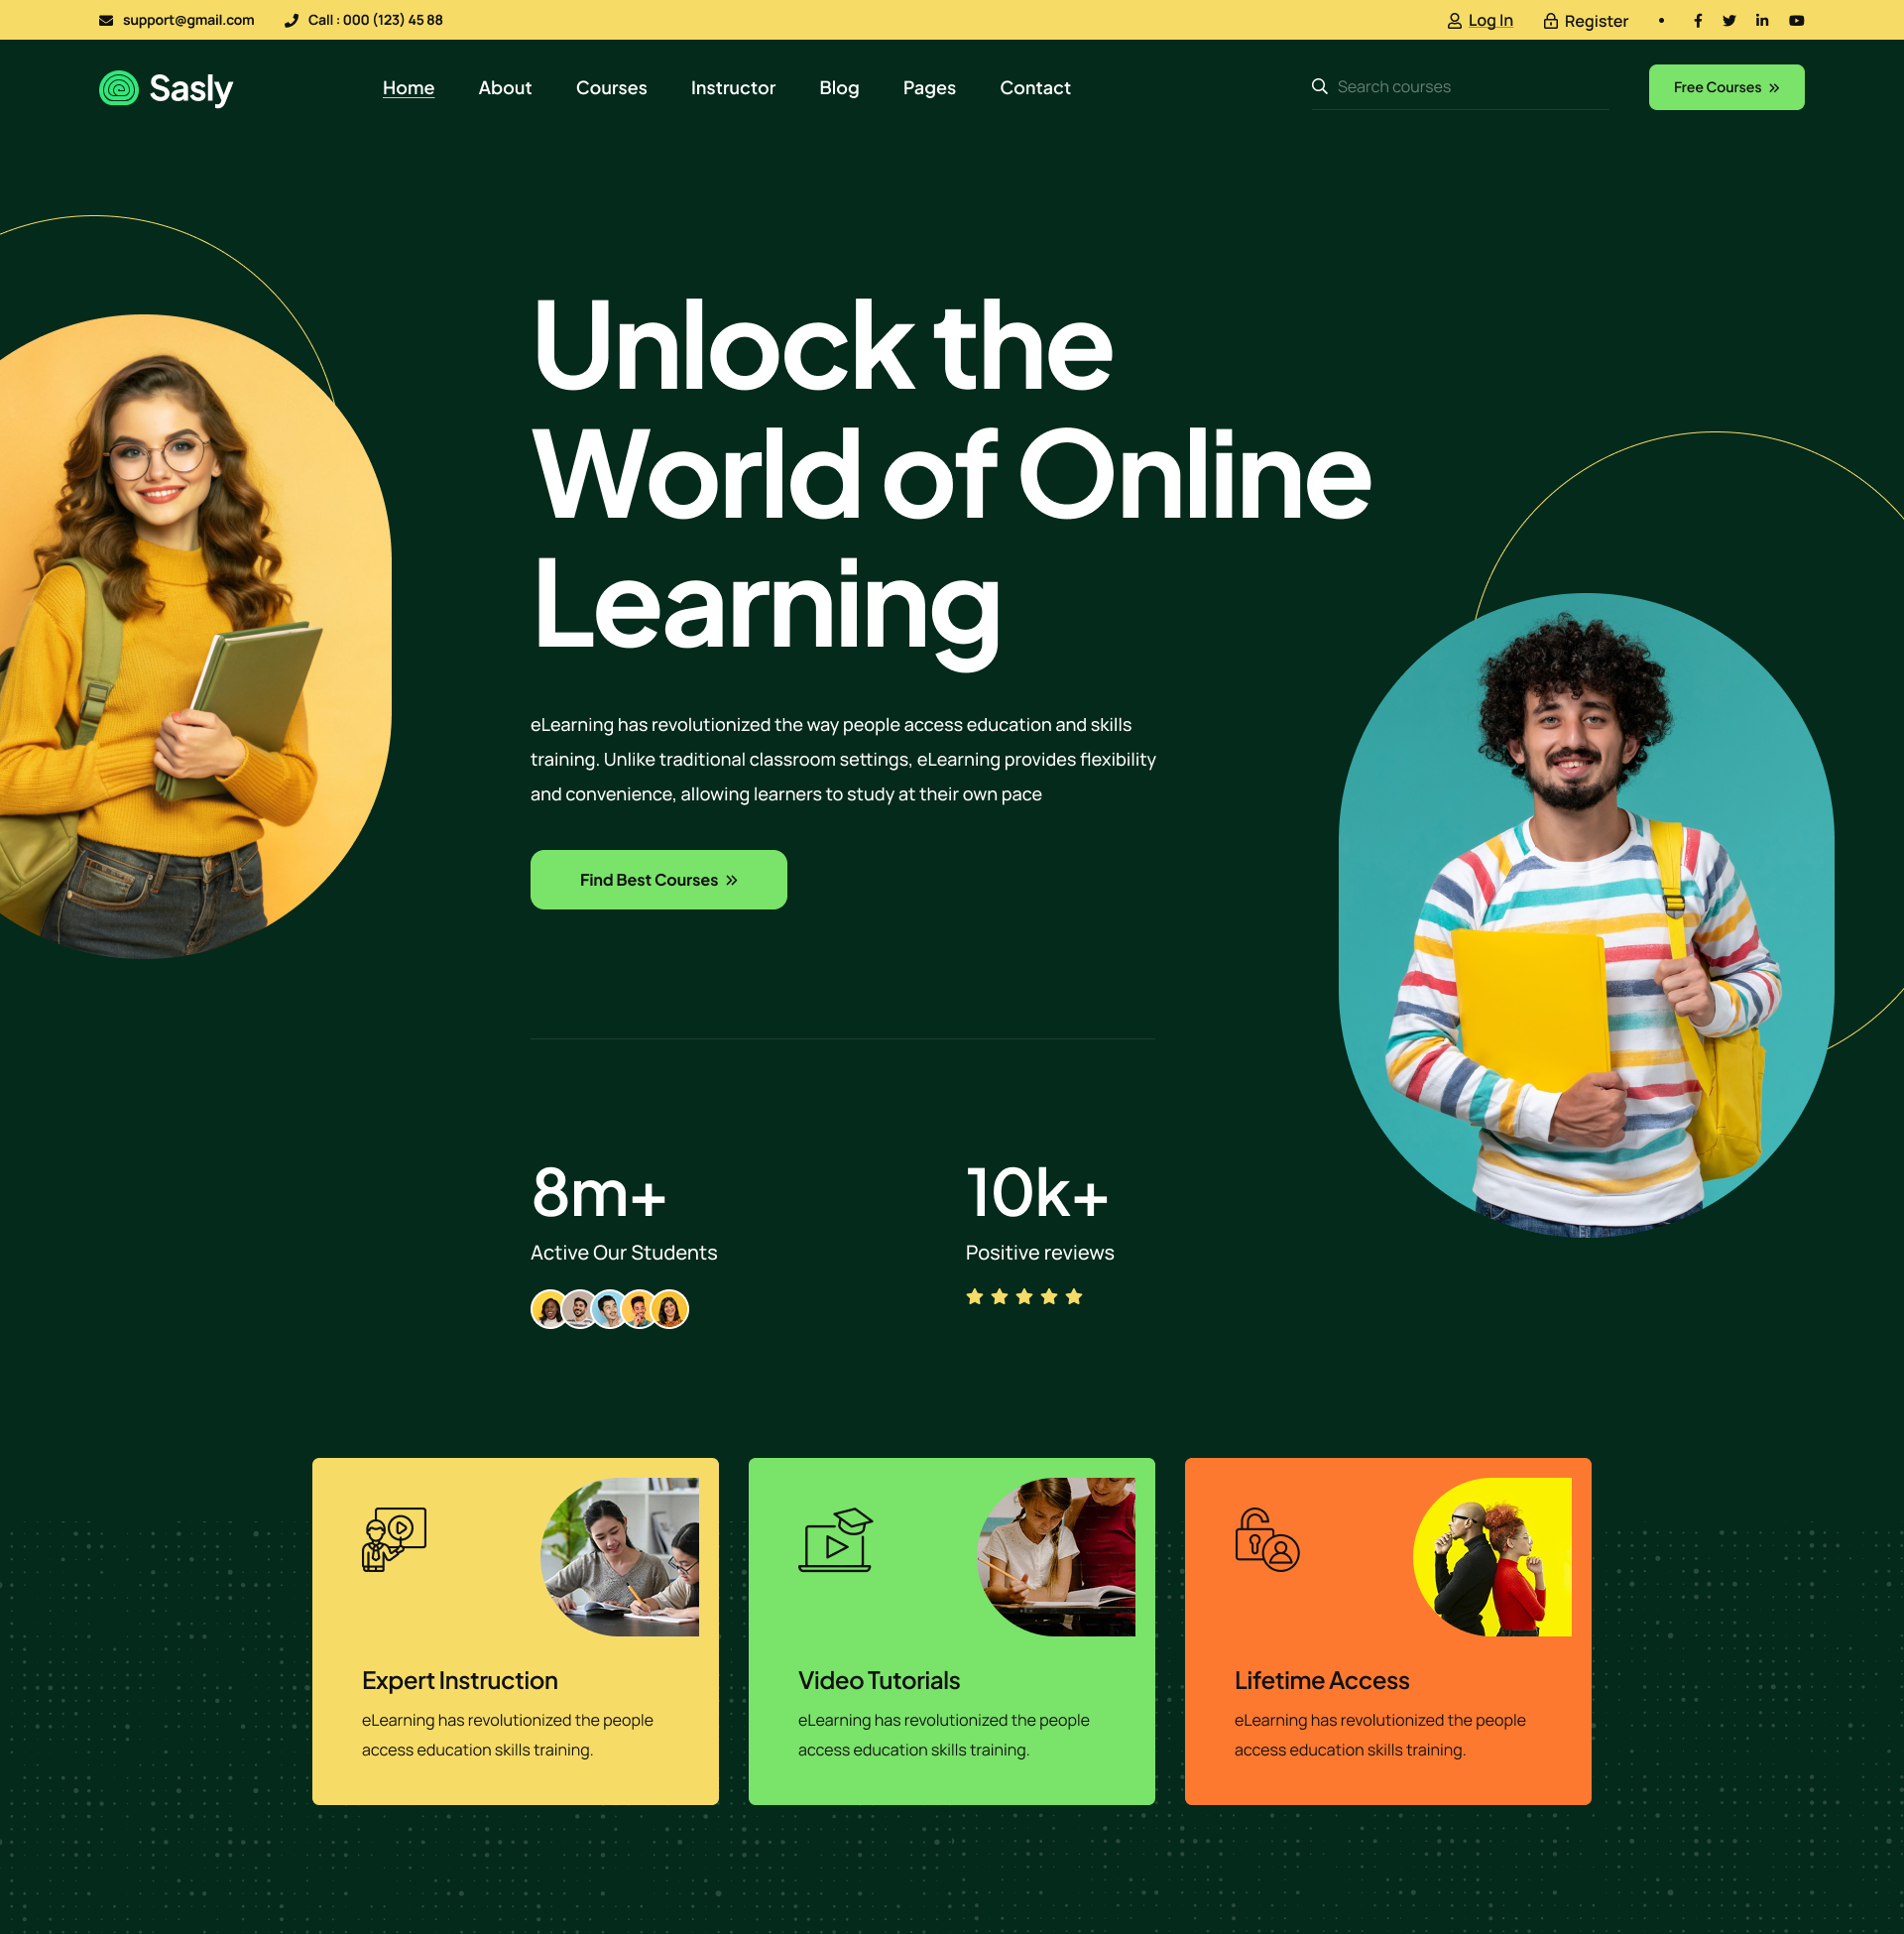 support@gmail.com
Call : 000 (123) 45 88
Log In
Register
Sasly
Home
About
Courses
Instructor
Blog
Pages
Contact
Search courses
Free Courses
Unlock the
World of Online
Learning
eLearning has revolutionized the way people access education and skills
training. Unlike traditional classroom settings, eLearning provides flexibility
and convenience, allowing learners to study at their own pace
Find Best Courses
8m+
Active Our Students
10k+
Positive reviews
Expert Instruction
eLearning has revolutionized the people
access education skills training.
Video Tutorials
eLearning has revolutionized the people
access education skills training.
Lifetime Access
eLearning has revolutionized the people
access education skills training.